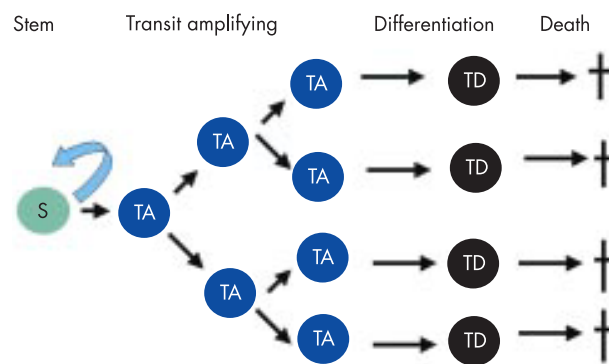 Stem Transit amplifying Differentiation Death
TA TD
TA
TA TD
S TA
TA TD
TA
TA TD